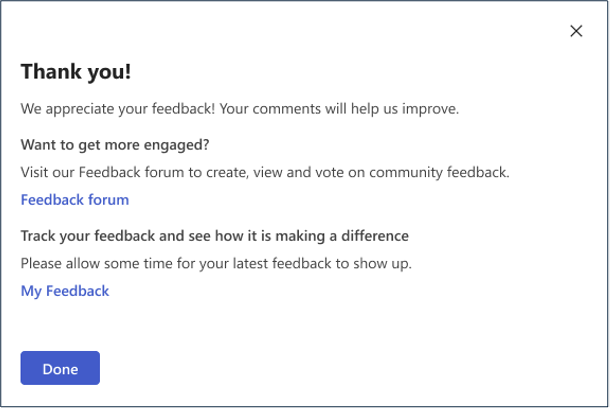 Thank you!
We appreciate your feedback! Your comments will help us improve.
Want to get more engaged?
Visit our Feedback forum to create, view and vote on community feedback.
Feedback forum
Track your feedback and see how it is making a difference
Please allow some time for your latest feedback to show up.
My Feedback
Done